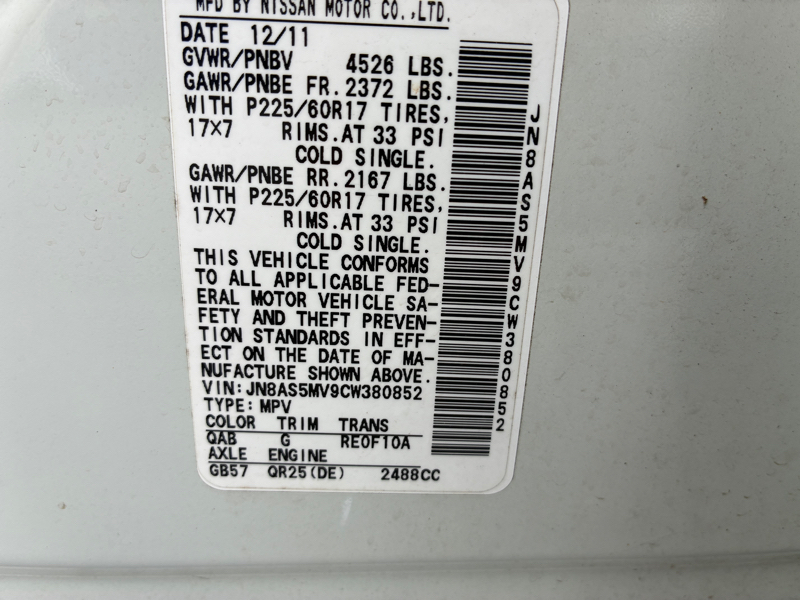 MFD BY NISSAN MOTOR CO.,LTD.
DATE 12/11
GVWR/PNBV 4526 LBS.
GAWR/PNBE FR. 2372 LBS.
WITH P225/60R17 TIRES,
17×7 RIMS.AT 33 PSI
COLD SINGLE.
GAWR/PNBE RR. 2167 LBS.
WITH P225/60R17 TIRES,
17×7 RIMS.AT 33 PSI
COLD SINGLE.
THIS VEHICLE CONFORMS
TO ALL APPLICABLE FED-
ERAL MOTOR VEHICLE SA-
FETY AND THEFT PREVEN-
TION STANDARDS IN EFF-
ECT ON THE DATE OF MA-
NUFACTURE SHOWN ABOVE.
VIN:JN8AS5MV9CW380852
TYPE:MPV
COLOR TRIM TRANS
QAB G RE0F10A
AXLE ENGINE
GB57 QR25(DE) 2488CC
JN8AS5MV9CW380852